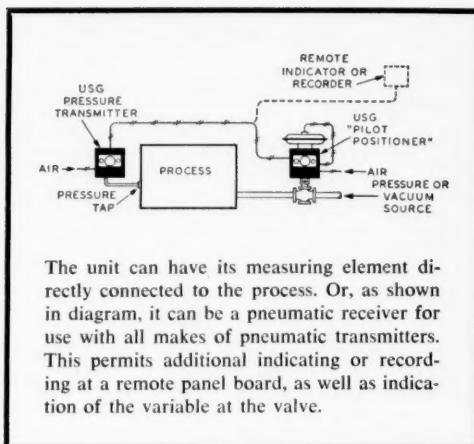 REMOTE
INDICATOR OR
RECORDER
USG
PRESSURE
TRANSMITTER
USG
"PILOT
POSITIONER"
AIR
PROCESS
AIR
PRESSURE
TAP
PRESSURE OR
VACUUM
SOURCE
The unit can have its measuring element di-
rectly connected to the process. Or, as shown
in diagram, it can be a pneumatic receiver for
use with all makes of pneumatic transmitters.
This permits additional indicating or record-
ing at a remote panel board, as well as indica-
tion of the variable at the valve.